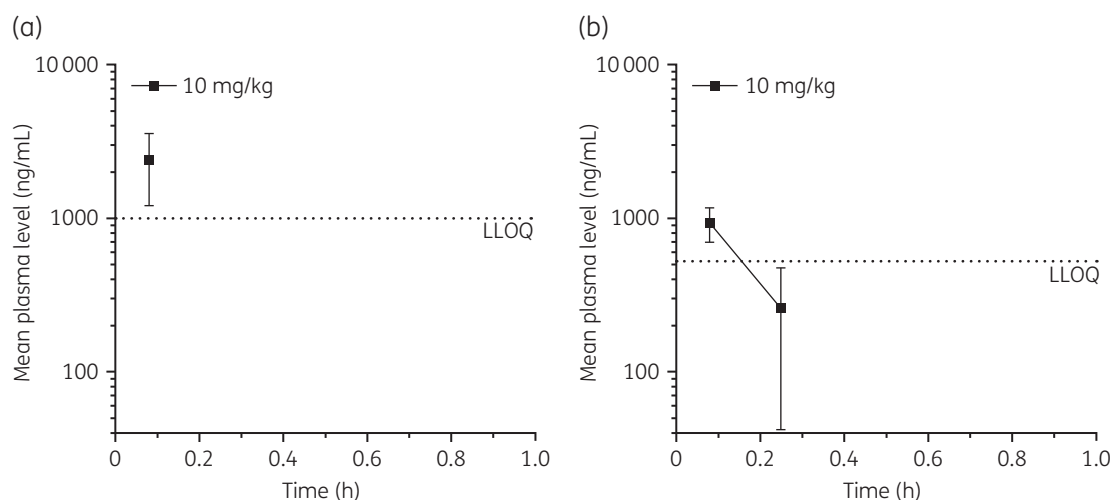 (a)
10 000
1000
100
Mean plasma level (ng/mL)
10 mg/kg
LLOQ
0 0.2 0.4 0.6 0.8 1.0
Time (h)
(b)
10 000
1000
100
Mean plasma level (ng/mL)
10 mg/kg
LLOQ
0 0.2 0.4 0.6 0.8 1.0
Time (h)